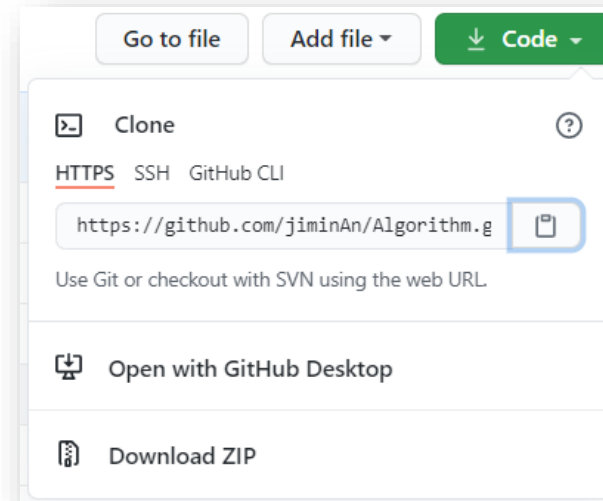 Go to file Add file Code
Clone
HTTPS SSH GitHub CLI
https://github.com/jiminAn/Algorithm.g
Use Git or checkout with SVN using the web URL.
Open with GitHub Desktop
Download ZIP